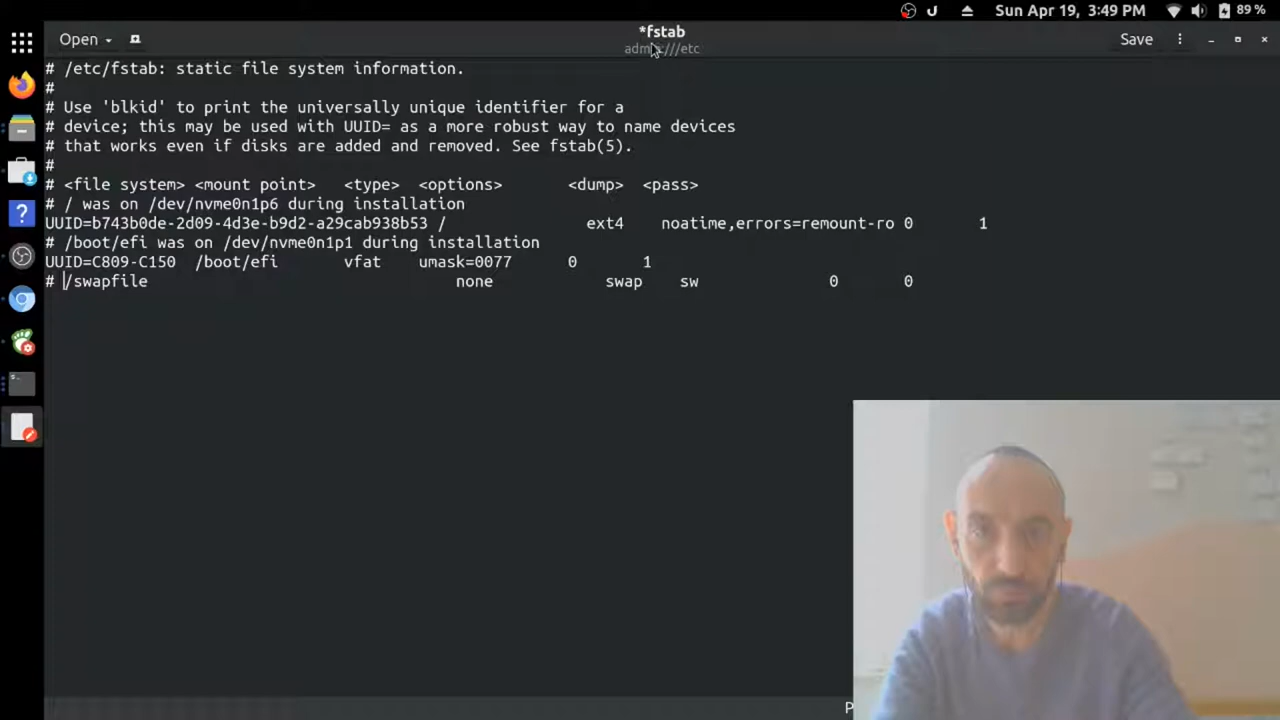 Sun Apr 19, 3:49 PM 89 %
Open *fstab Save
/etc
# /etc/fstab: static file system information.
#
# Use 'blkid' to print the universally unique identifier for a
# device; this may be used with UUID= as a more robust way to name devices
# that works even if disks are added and removed. See fstab(5).
#
# <file system> <mount point> <type> <options> <dump> <pass>
# / was on /dev/nvme0n1p6 during installation
UUID=b743b0de-2d09-4d3e-b9d2-a29cab938b53 / ext4 noatime,errors=remount-ro 0 1
# /boot/efi was on /dev/nvme0n1p1 during installation
UUID=C809-C150 /boot/efi vfat umask=0077 0 1
# /swapfile none swap sw 0 0